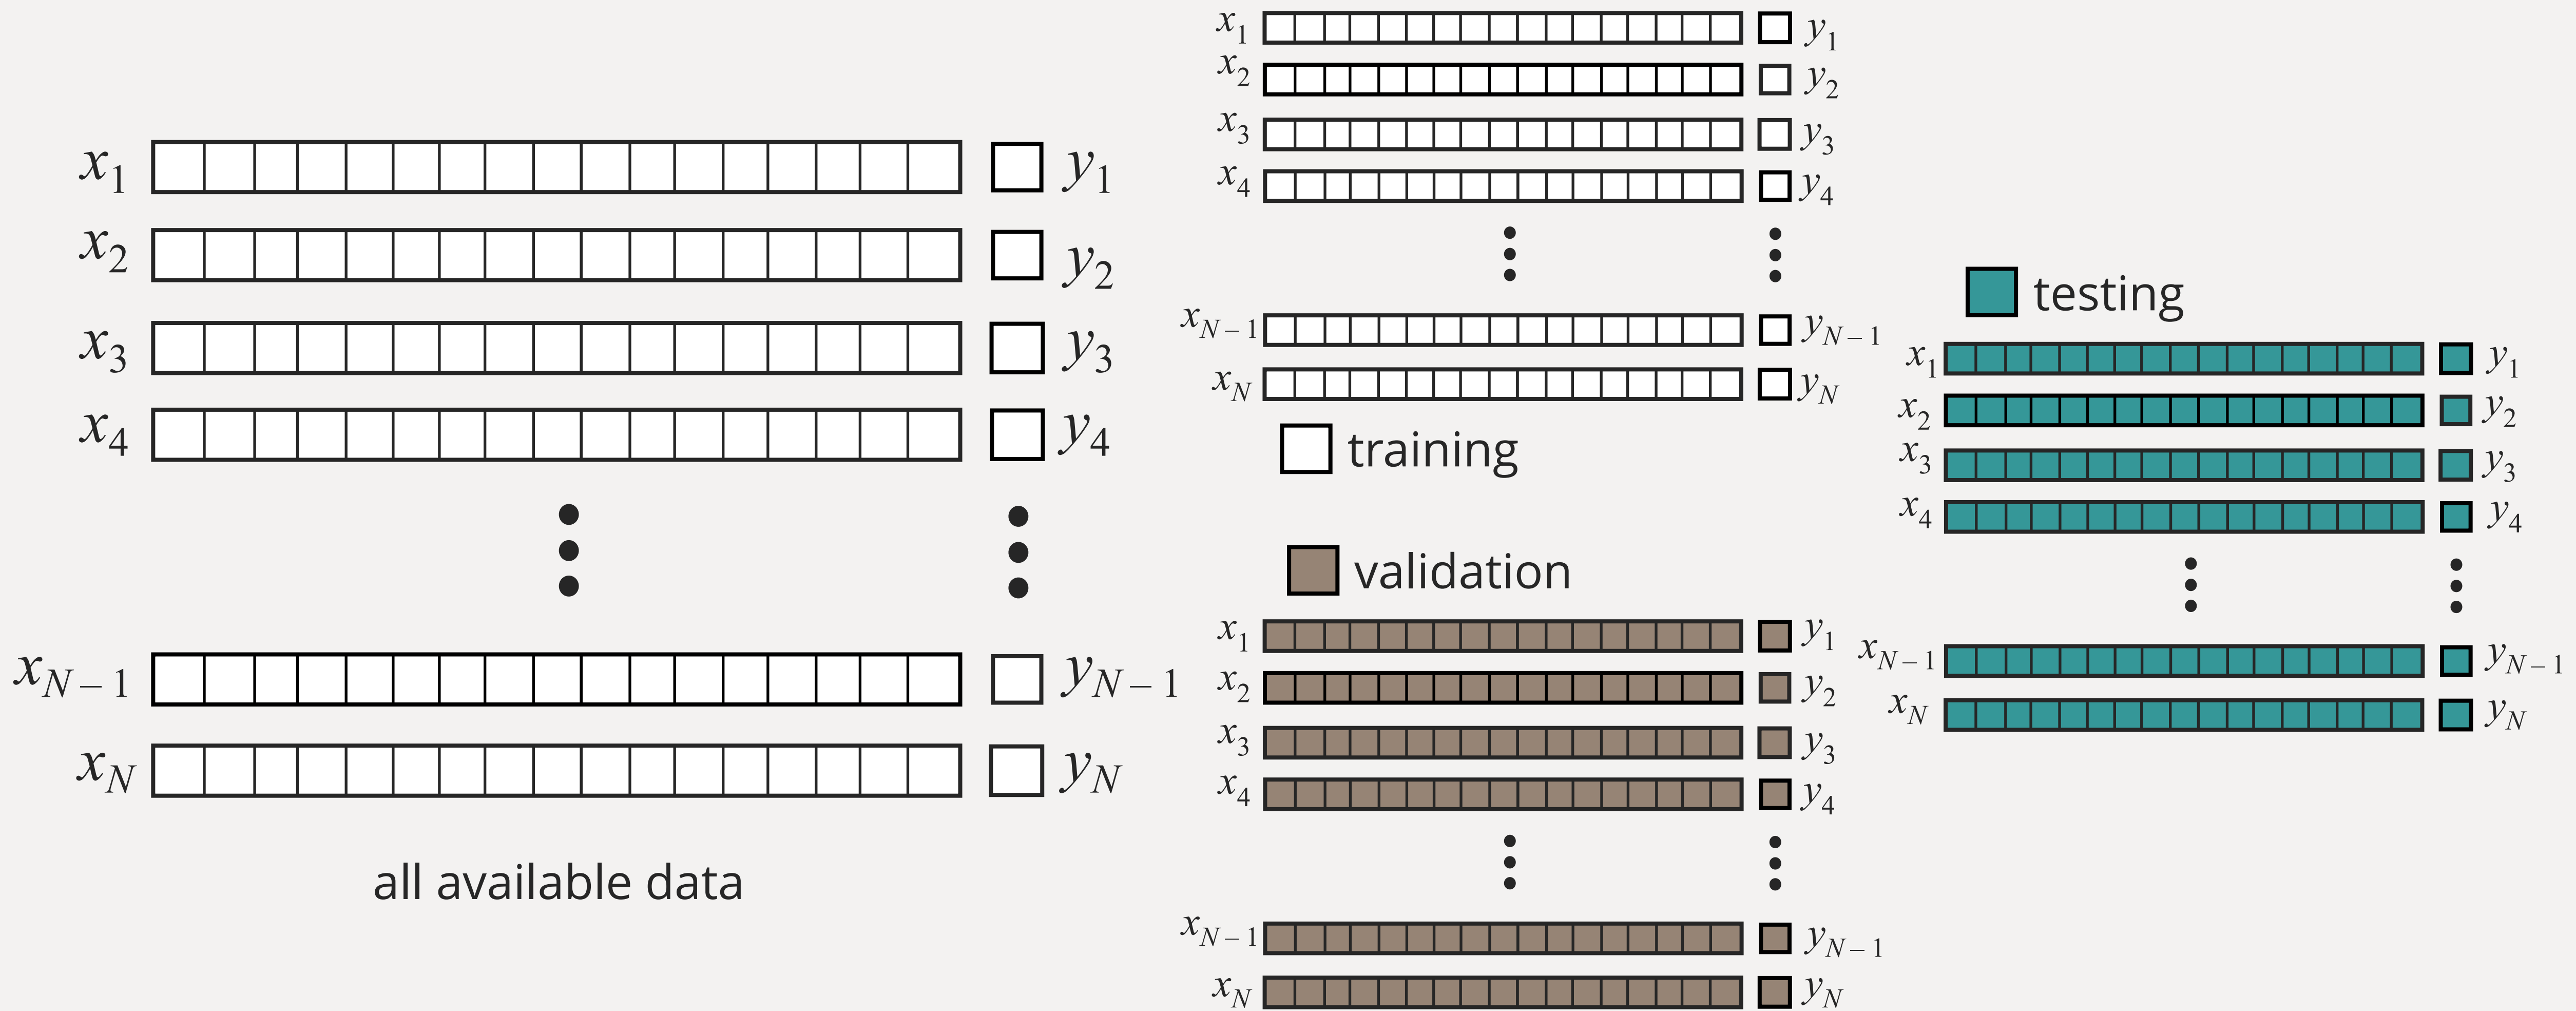 x1 y1
x2 y2
x3 y3
x4 y4
xN−1 yN−1
xN yN
all available data
x1 y1
x2 y2
x3 y3
x4 y4
xN−1 yN−1
xN yN
training
validation
x1 y1
x2 y2
x3 y3
x4 y4
xN−1 yN−1
xN yN
testing
x1 y1
x2 y2
x3 y3
x4 y4
xN−1 yN−1
xN yN